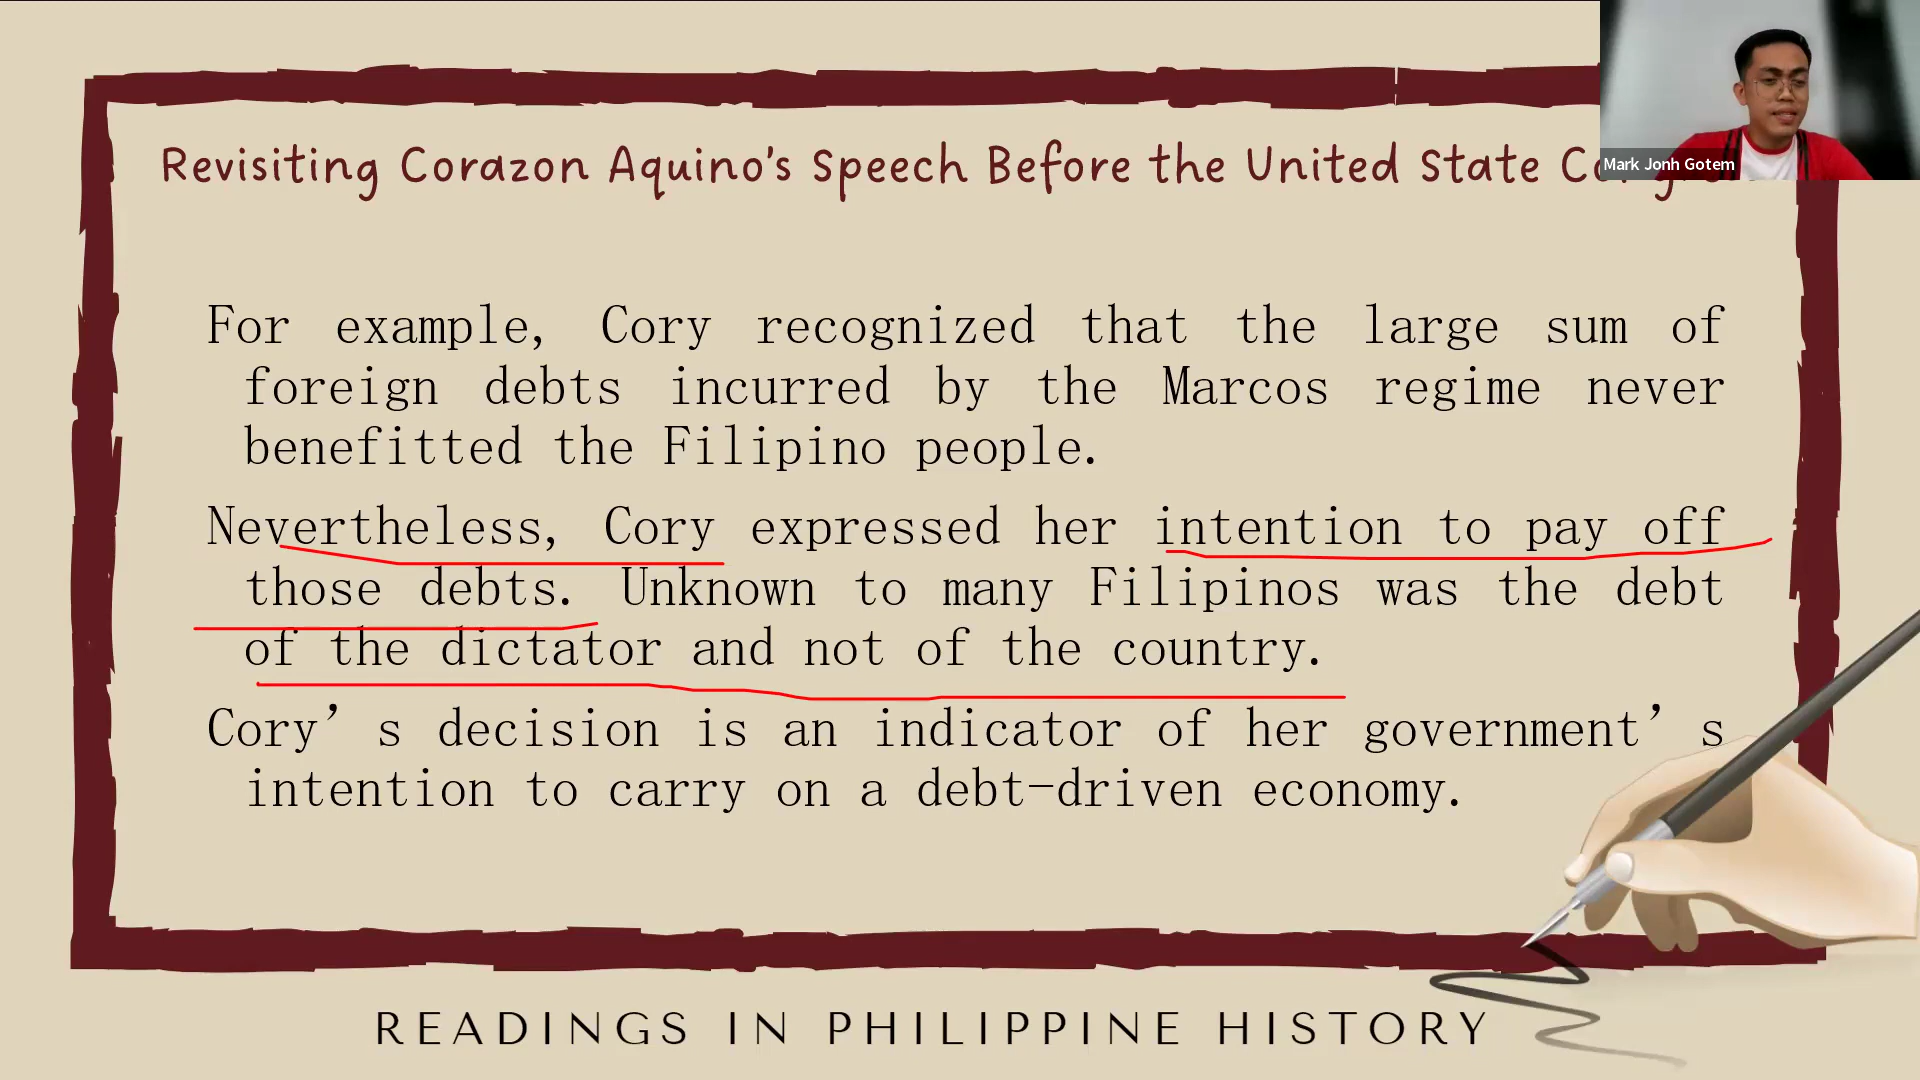 Revisiting Corazon Aquino's Speech Before the United State
Mark Jonh Gotem
For example, Cory recognized that the large sum of
foreign debts incurred by the Marcos regime never
benefitted the Filipino people.
Nevertheless, Cory expressed her intention to pay off
those debts. Unknown to many Filipinos was the debt
of the dictator and not of the country.
Cory’s decision is an indicator of her government’s
intention to carry on a debt-driven economy.
READINGS IN PHILIPPINE HISTORY